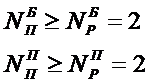 N_П^Б ≥ N_Р^Б = 2
N_П^П ≥ N_Р^П = 2